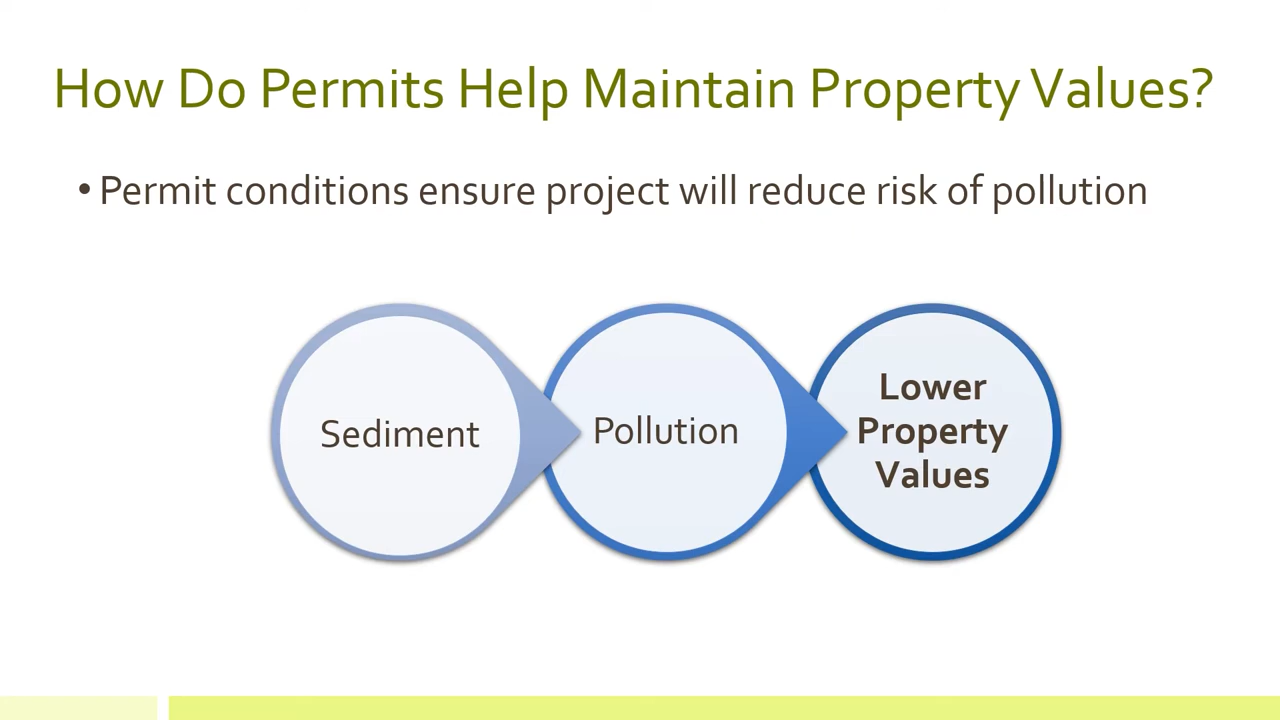 How Do Permits Help Maintain Property Values?
• Permit conditions ensure project will reduce risk of pollution
Sediment
Pollution
Lower
Property
Values